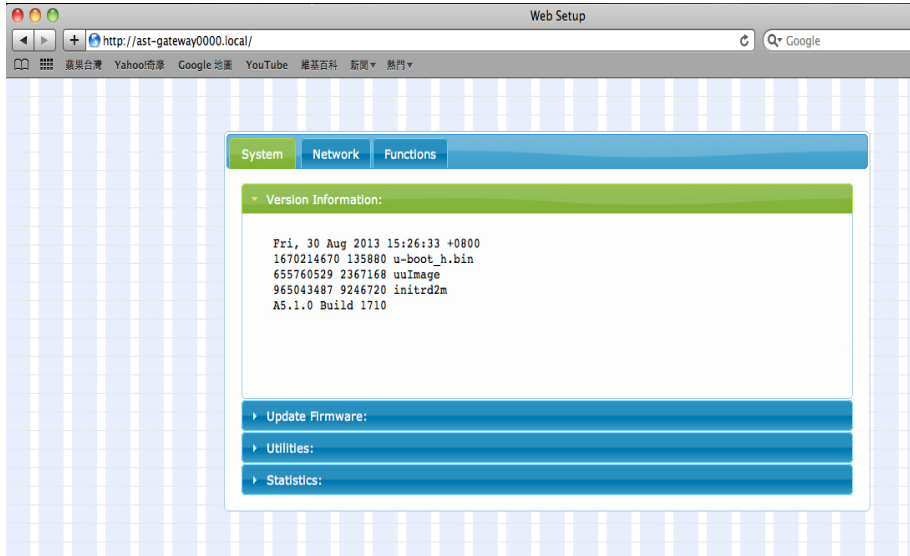 Web Setup
http://ast-gateway0000.local/
Google
蘋果台灣 Yahoo!奇摩 Google 地圖 YouTube 維基百科 新聞 熱門
System Network Functions
Version Information:
Fri, 30 Aug 2013 15:26:33 +0800
1670214670 135880 u-boot_h.bin
655760529 2367168 uuImage
965043487 9246720 initrd2m
A5.1.0 Build 1710
Update Firmware:
Utilities:
Statistics: